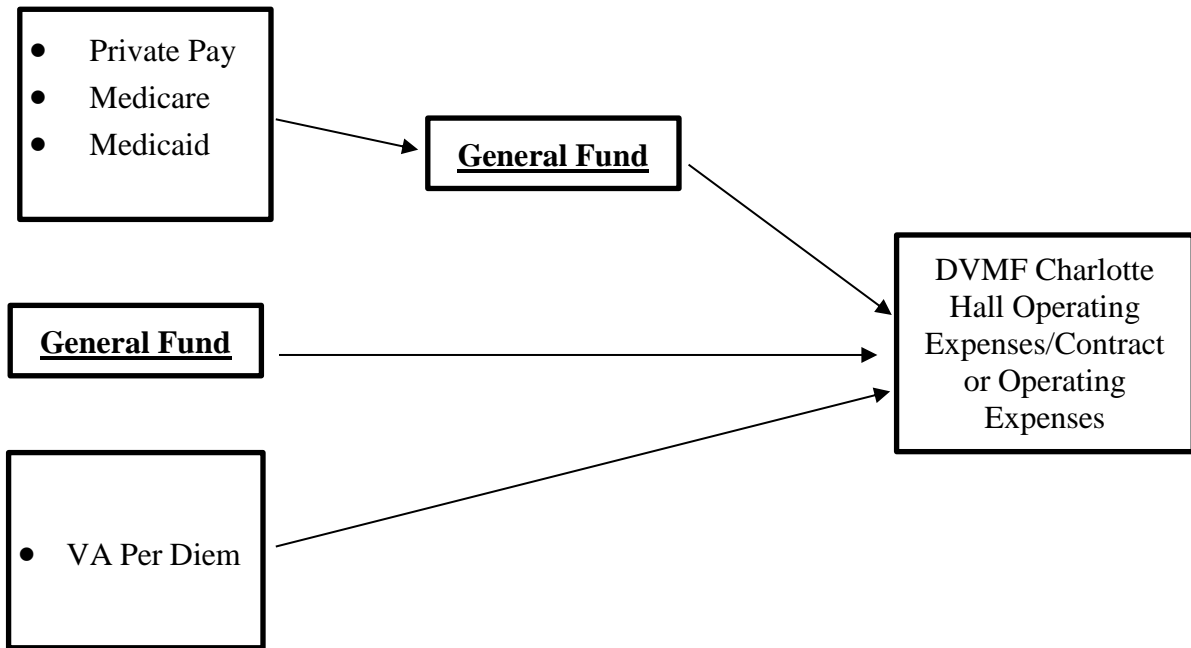 • Private Pay
• Medicare
• Medicaid
General Fund
General Fund
• VA Per Diem
DVMF Charlotte
Hall Operating
Expenses/Contract
or Operating
Expenses